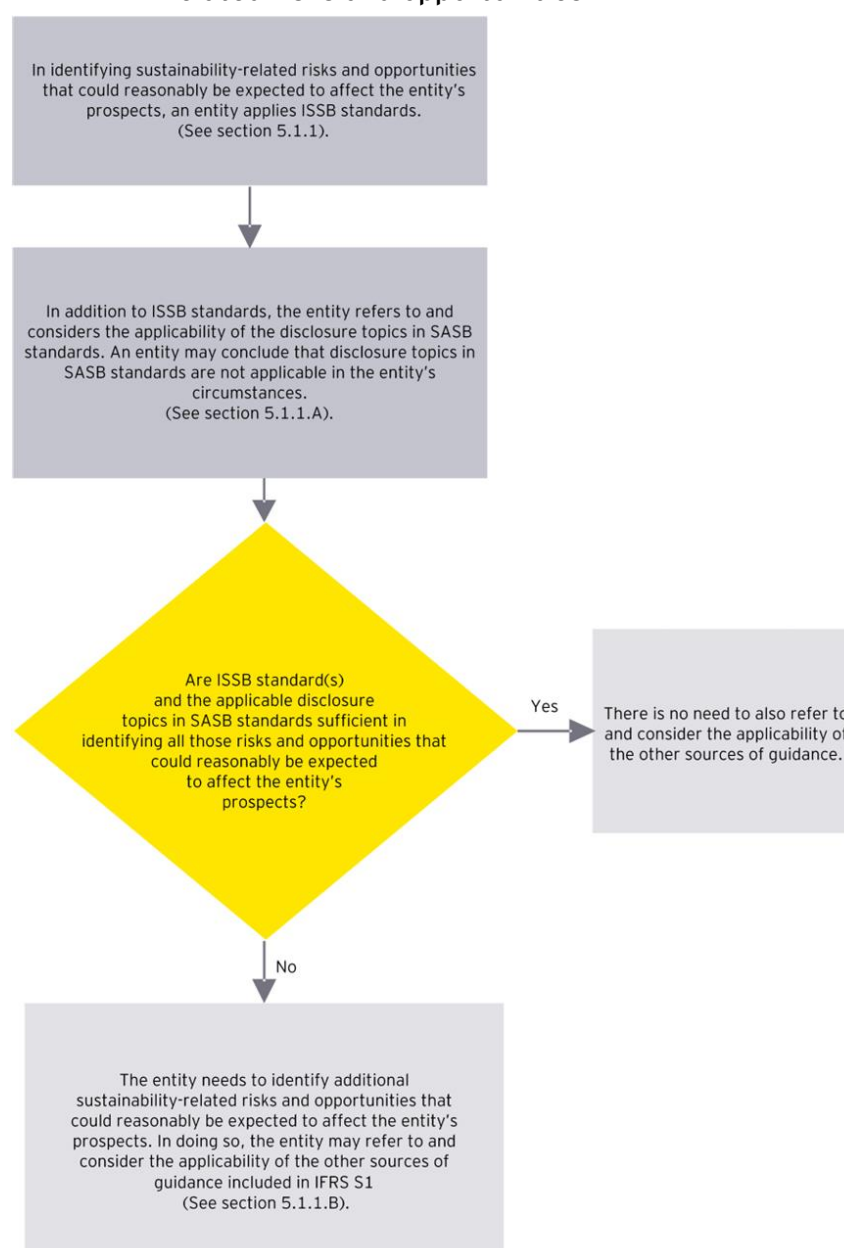 In identifying sustainability-related risks and opportunities
that could reasonably be expected to affect the entity's
prospects, an entity applies ISSB standards.
(See section 5.1.1).
In addition to ISSB standards, the entity refers to and
considers the applicability of the disclosure topics in SASB
standards. An entity may conclude that disclosure topics in
SASB standards are not applicable in the entity's
circumstances.
(See section 5.1.1.A).
Are ISSB standard(s)
and the applicable disclosure
topics in SASB standards sufficient in
identifying all those risks and opportunities that
could reasonably be expected
to affect the entity's
prospects?
Yes
There is no need to also refer to
and consider the applicability of
the other sources of guidance.
No
The entity needs to identify additional
sustainability-related risks and opportunities that
could reasonably be expected to affect the entity's
prospects. In doing so, the entity may refer to and
consider the applicability of the other sources of
guidance included in IFRS S1
(See section 5.1.1.B).